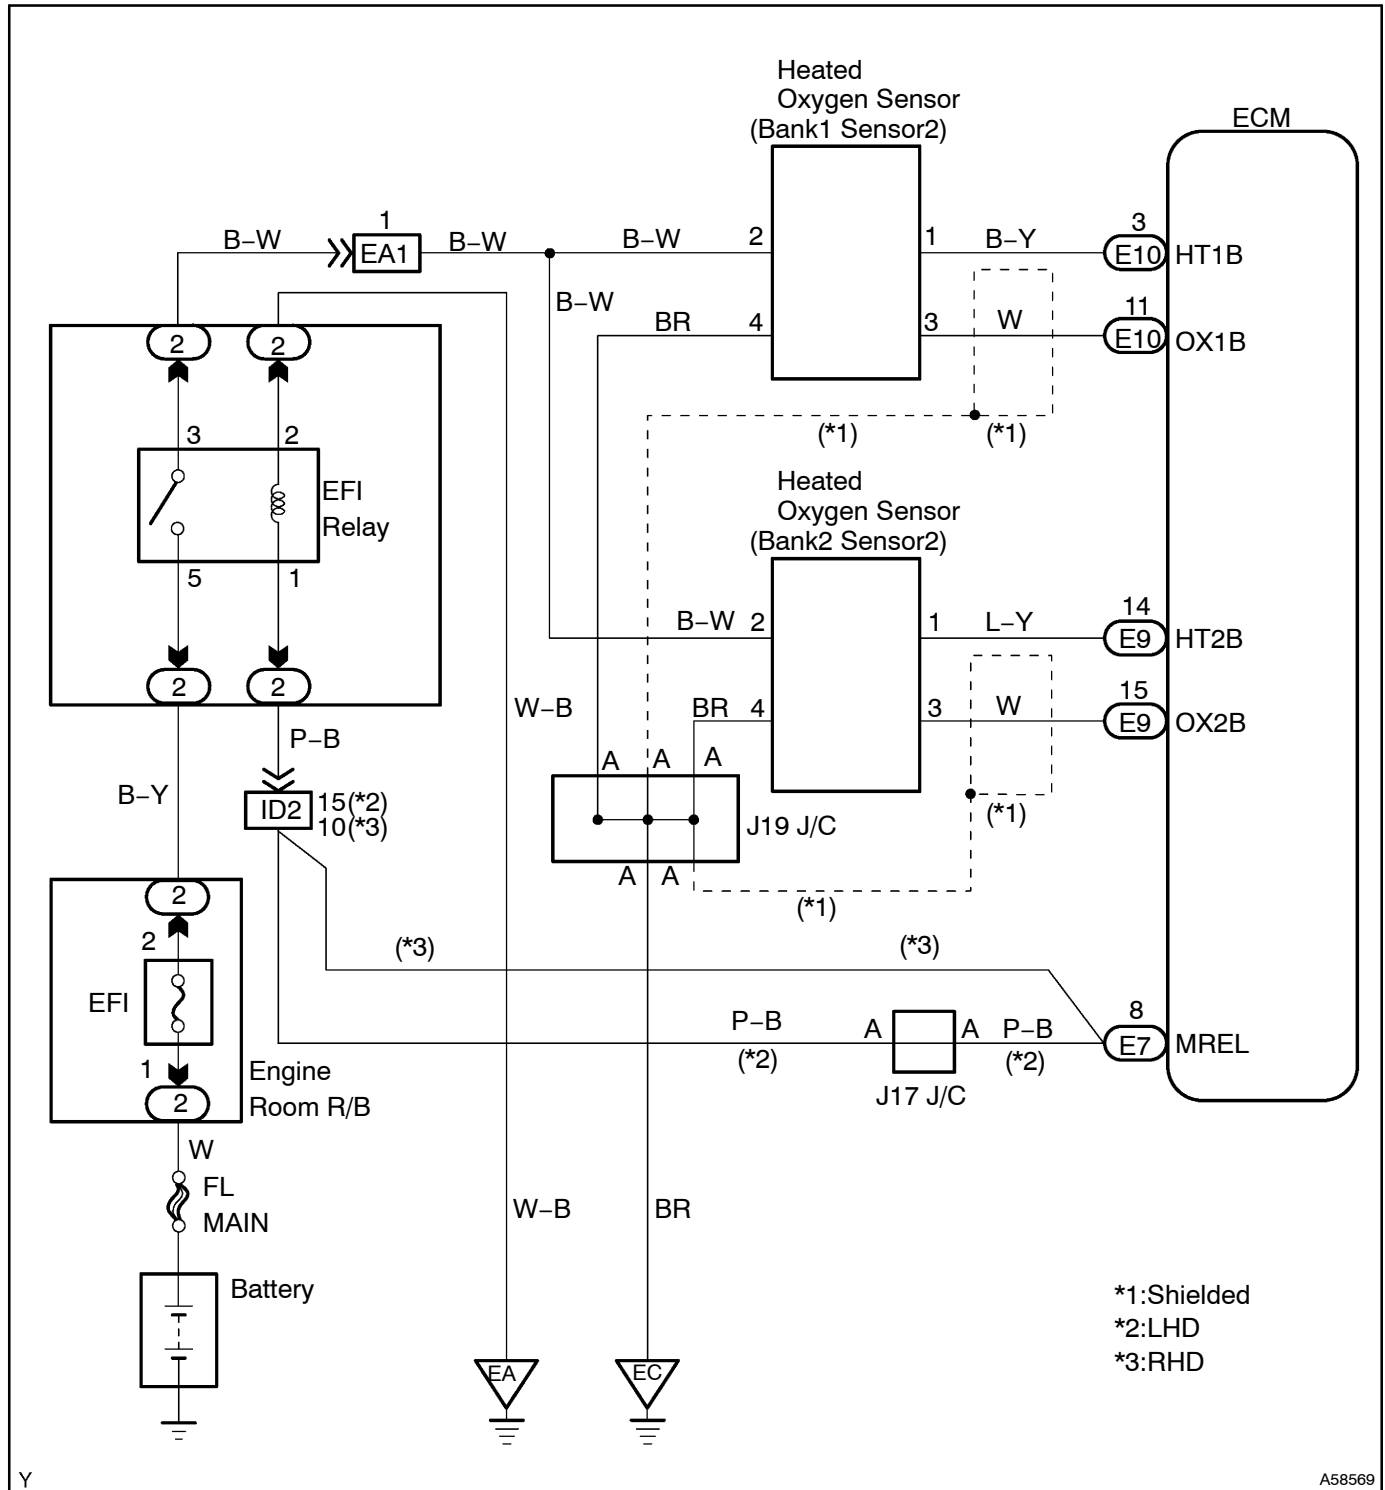 Heated
Oxygen Sensor
(Bank1 Sensor2)
ECM
1
B–W
EA1
B–W
B–W
2
1
B–Y
3
E10
HT1B
B–W
BR
4
3
W
11
E10
OX1B
2
2
(*1)
(*1)
3
2
EFI
Relay
5
1
Heated
Oxygen Sensor
(Bank2 Sensor2)
B–W
2
1
L–Y
14
E9
HT2B
2
2
W–B
BR
4
3
W
15
E9
OX2B
P–B
A
A
A
B–Y
ID2
15(*2)
10(*3)
J19 J/C
(*1)
A
A
(*1)
2
2
(*3)
(*3)
EFI
P–B
(*2)
A
A
P–B
(*2)
8
E7
MREL
J17 J/C
1
2
Engine
Room R/B
W
FL
MAIN
W–B
BR
Battery
*1:Shielded
*2:LHD
*3:RHD
EA
EC
Y
A58569